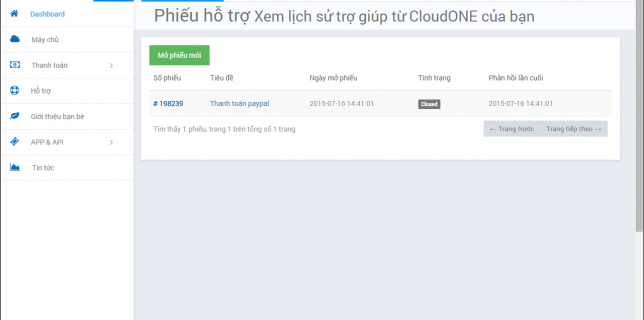 Dashboard
Máy chủ
Thanh toán
Hỗ trợ
Giới thiệu bạn bè
APP & API
Tin tức
Phiếu hỗ trợ Xem lịch sử trợ giúp từ CloudONE của bạn
Mở phiếu mới
Số phiếu Tiêu đề Ngày mở phiếu Tình trạng Phản hồi lần cuối
# 198239 Thanh toán paypal 2015-07-16 14:41:01 Closed 2015-07-16 14:41:01
Tìm thấy 1 phiếu, trang 1 trên tổng số 1 trang
← Trang trước Trang tiếp theo →